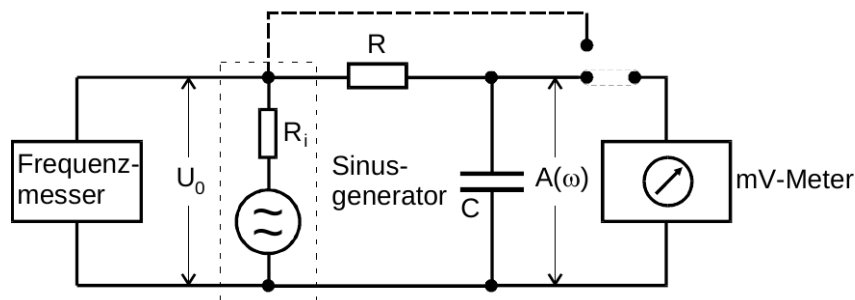 R
Frequenz-
messer
U0
Ri
Sinus-
generator
C
A(ω)
mV-Meter